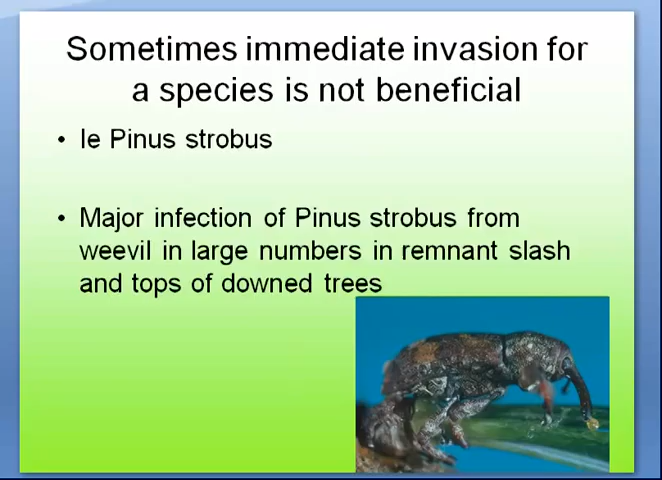 Sometimes immediate invasion for
a species is not beneficial
• Ie Pinus strobus
• Major infection of Pinus strobus from
weevil in large numbers in remnant slash
and tops of downed trees